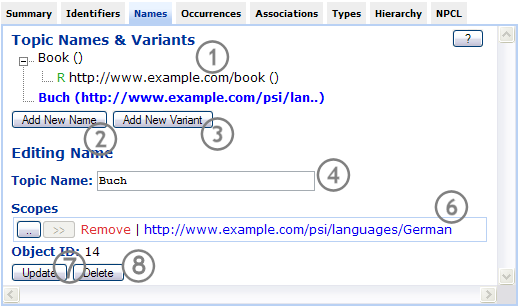 Summary Identifiers Names Occurrences Associations Types Hierarchy NPCL
Topic Names & Variants ?
Book () 1
R http://www.example.com/book ()
Buch (http://www.example.com/psi/lan..)
Add New Name Add New Variant
2 3
Editing Name
Topic Name: Buch 4
Scopes 6
.. >> Remove | http://www.example.com/psi/languages/German
Object ID: 14
Update 7 Delete 8